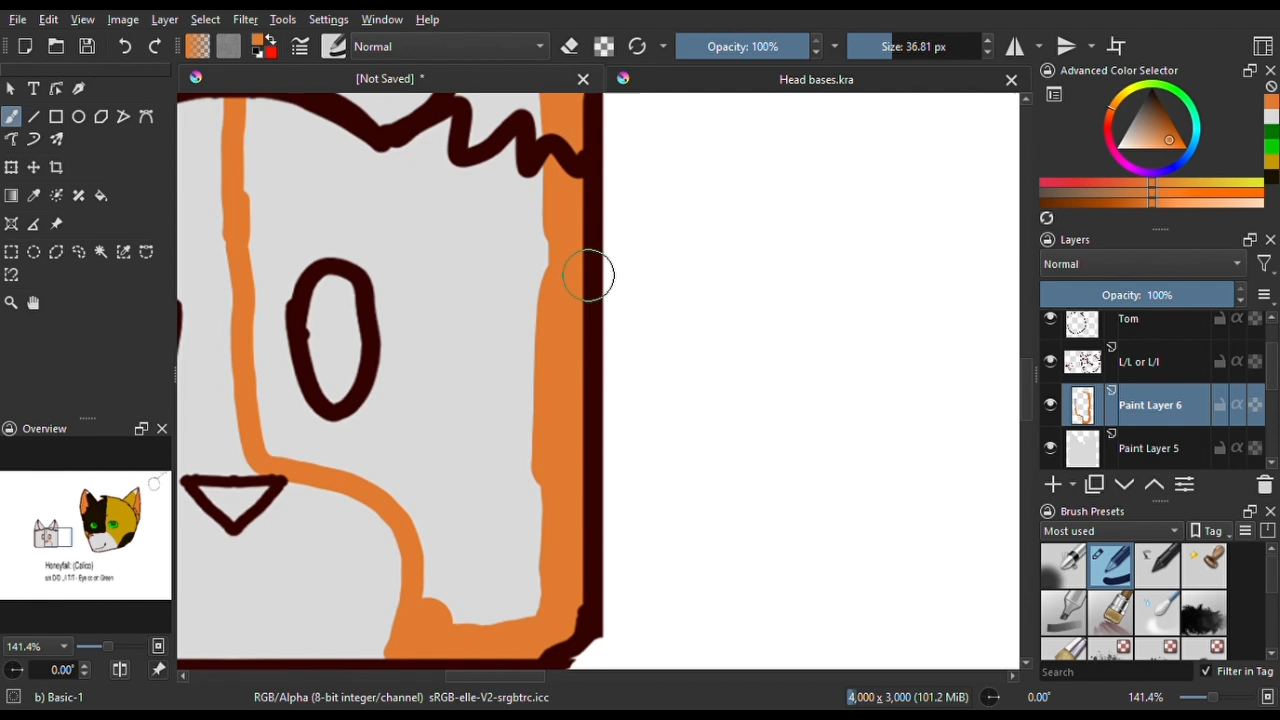 File Edit View Image Layer Select Filter Tools Settings Window Help
Normal Opacity: 100% Size: 36.81 px
[Not Saved] * Head bases.kra
Advanced Color Selector
Layers
Normal
Opacity: 100%
Tom
L/L or L/l
Paint Layer 6
Paint Layer 5
Overview
Honeyfall: (Calico)
Green
Brush Presets
Most used Tag
Search Filter in Tag
141.4%
0.00°
b) Basic-1 RGB/Alpha (8-bit integer/channel) sRGB-elle-V2-srgbtrc.icc 4,000 x 3,000 (101.2 MiB) 0.00° 141.4%